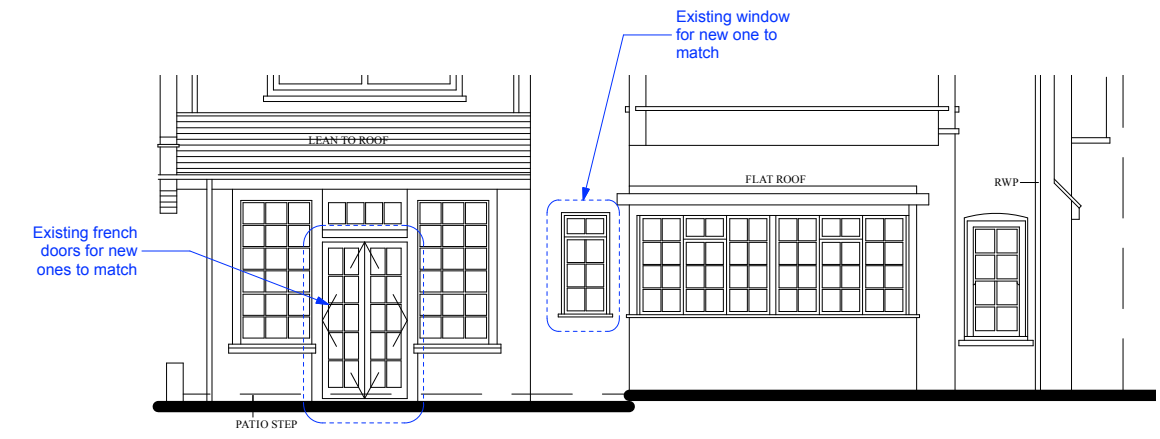 Existing window
for new one to
match
LEAN TO ROOF
FLAT ROOF
RWP
Existing french
doors for new
ones to match
PATIO STEP